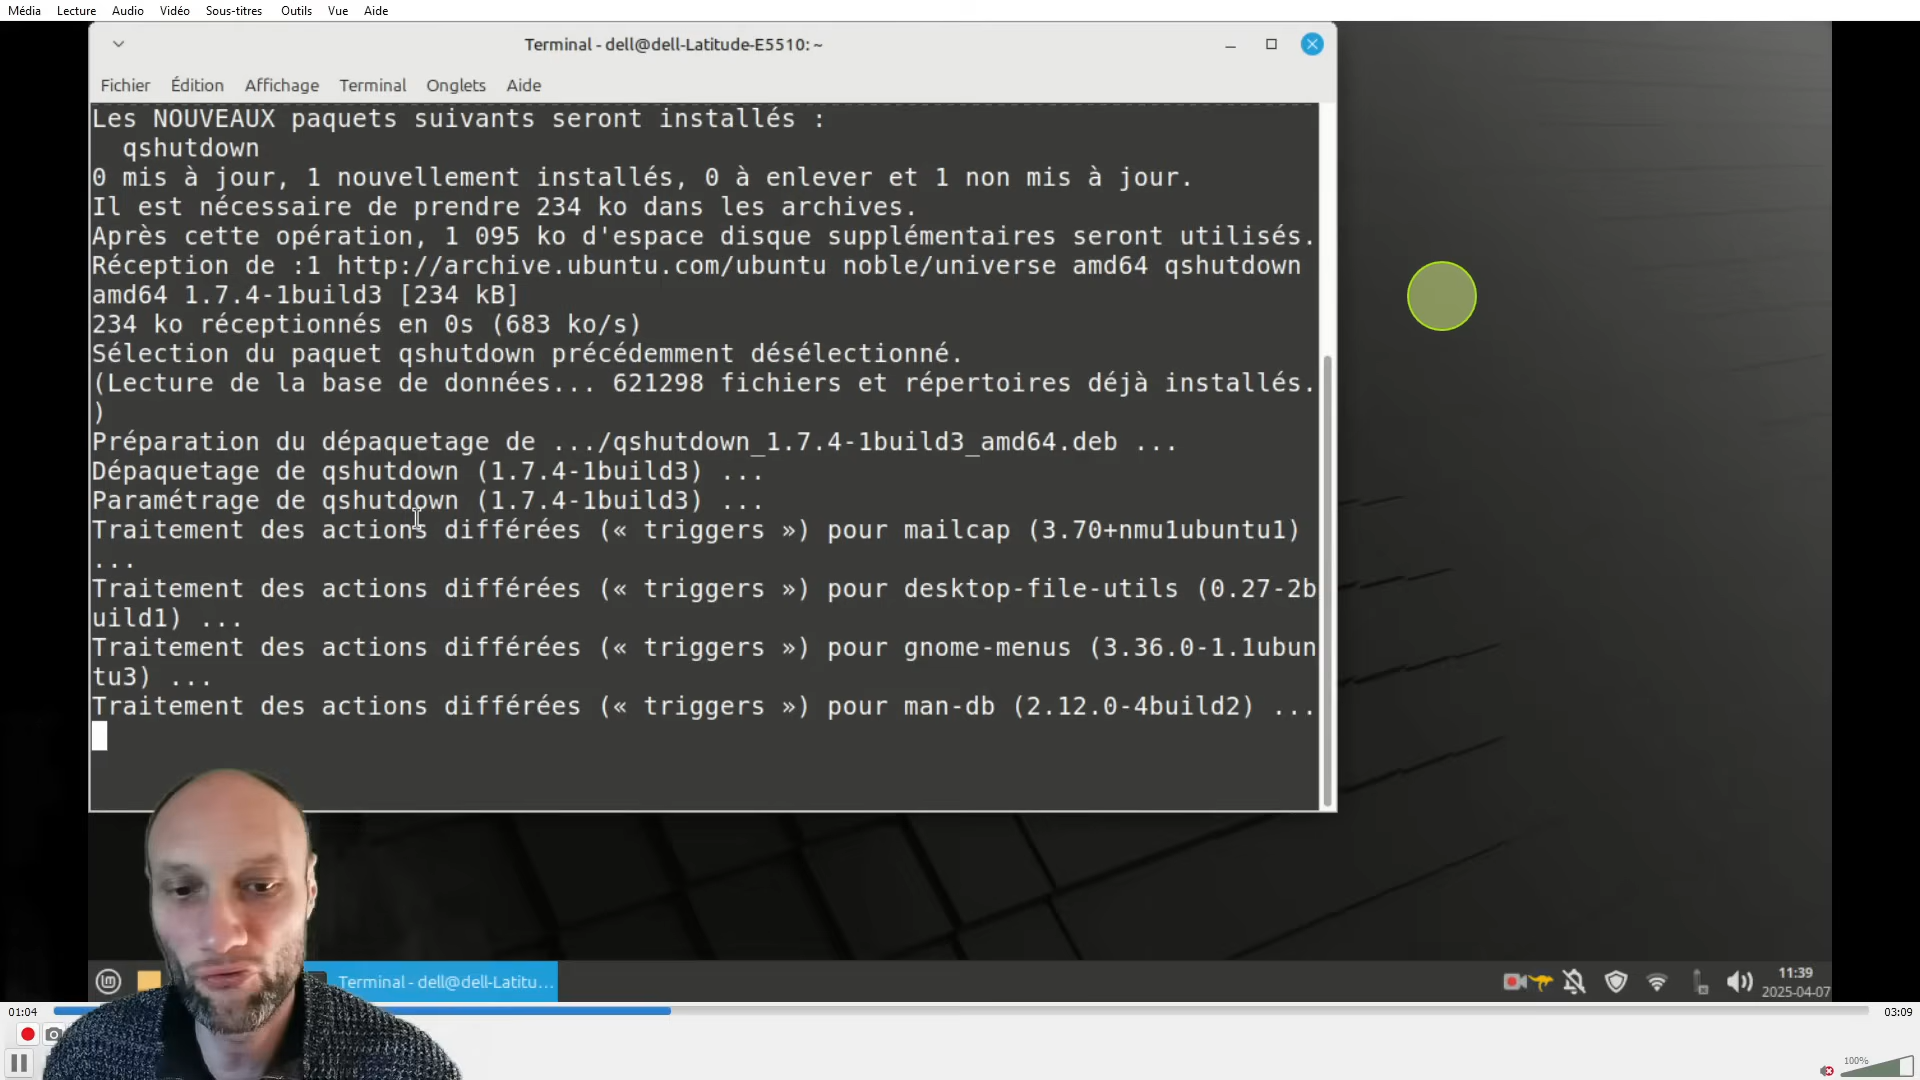 Média Lecture Audio Vidéo Sous-titres Outils Vue Aide
Terminal - dell@dell-Latitude-E5510: ~
Fichier Édition Affichage Terminal Onglets Aide
Les NOUVEAUX paquets suivants seront installés :
qshutdown
0 mis à jour, 1 nouvellement installés, 0 à enlever et 1 non mis à jour.
Il est nécessaire de prendre 234 ko dans les archives.
Après cette opération, 1 095 ko d'espace disque supplémentaires seront utilisés.
Réception de :1 http://archive.ubuntu.com/ubuntu noble/universe amd64 qshutdown
amd64 1.7.4-1build3 [234 kB]
234 ko réceptionnés en 0s (683 ko/s)
Sélection du paquet qshutdown précédemment désélectionné.
(Lecture de la base de données... 621298 fichiers et répertoires déjà installés.
)
Préparation du dépaquetage de .../qshutdown_1.7.4-1build3_amd64.deb ...
Dépaquetage de qshutdown (1.7.4-1build3) ...
Paramétrage de qshutdown (1.7.4-1build3) ...
Traitement des actions différées (« triggers ») pour mailcap (3.70+nmu1ubuntu1)
...
Traitement des actions différées (« triggers ») pour desktop-file-utils (0.27-2b
uild1) ...
Traitement des actions différées (« triggers ») pour gnome-menus (3.36.0-1.1ubun
tu3) ...
Traitement des actions différées (« triggers ») pour man-db (2.12.0-4build2) ...
Terminal - dell@dell-Latitu...
11:39
2025-04-07
01:04
03:09
100%